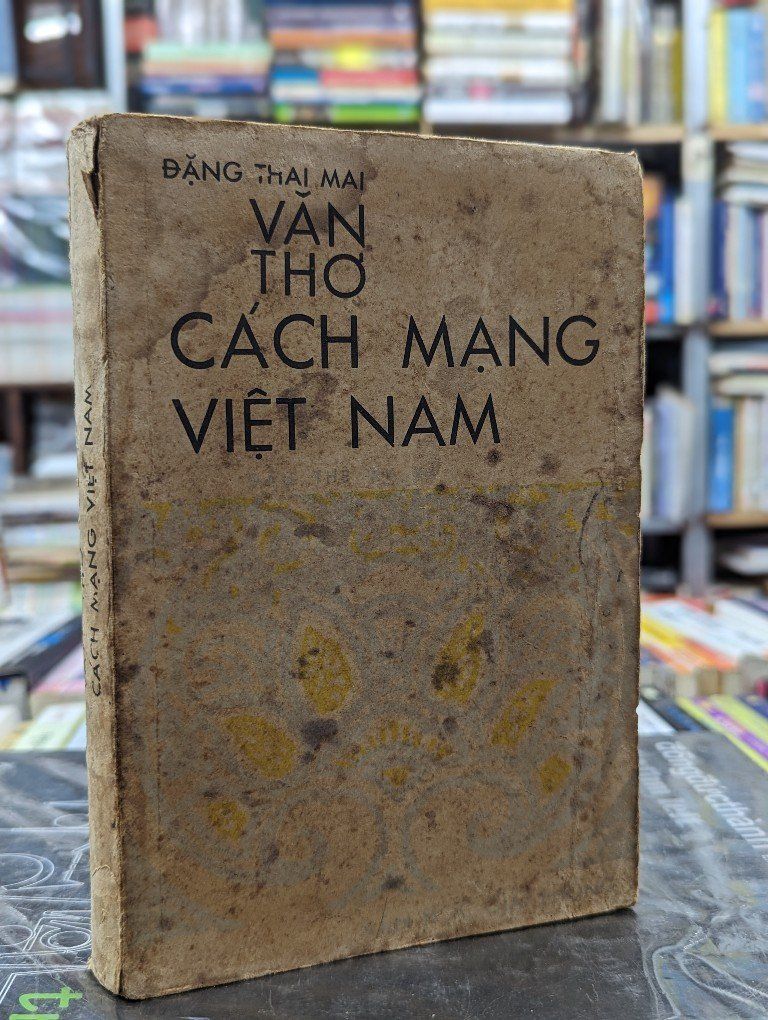 ĐẶNG THAI MAI
VĂN
THƠ
CÁCH MẠNG
VIỆT NAM
CÁCH MẠNG VIỆT NAM